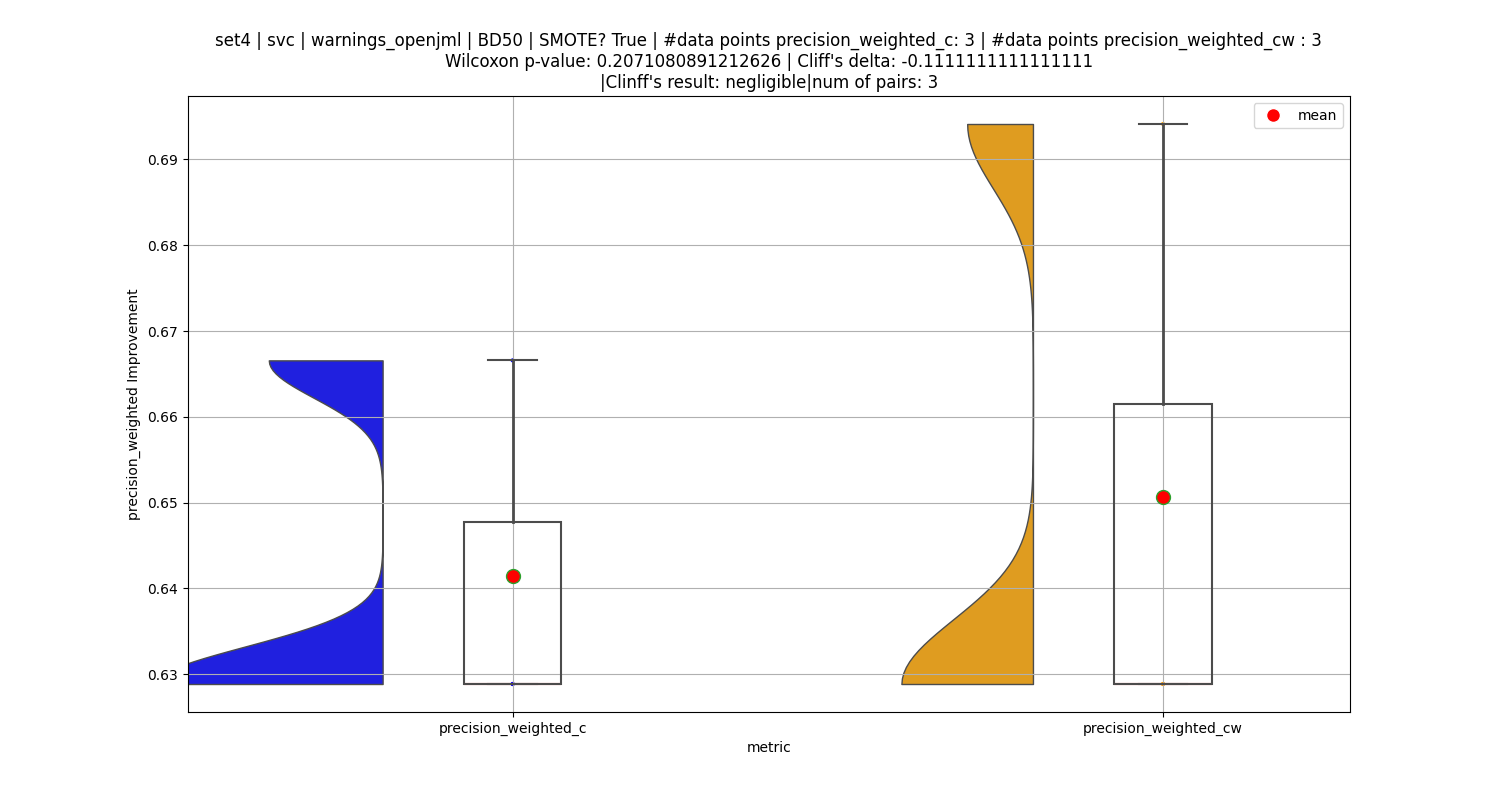 set4 | svc | warnings_openjml | BD50 | SMOTE? True | #data points precision_weighted_c: 3 | #data points precision_weighted_cw : 3
Wilcoxon p-value: 0.2071080891212626 | Cliff's delta: -0.1111111111111111
|Clinff's result: negligible|num of pairs: 3
mean
0.69
0.68
0.67
0.66
0.65
0.64
0.63
precision_weighted Improvement
precision_weighted_c
precision_weighted_cw
metric